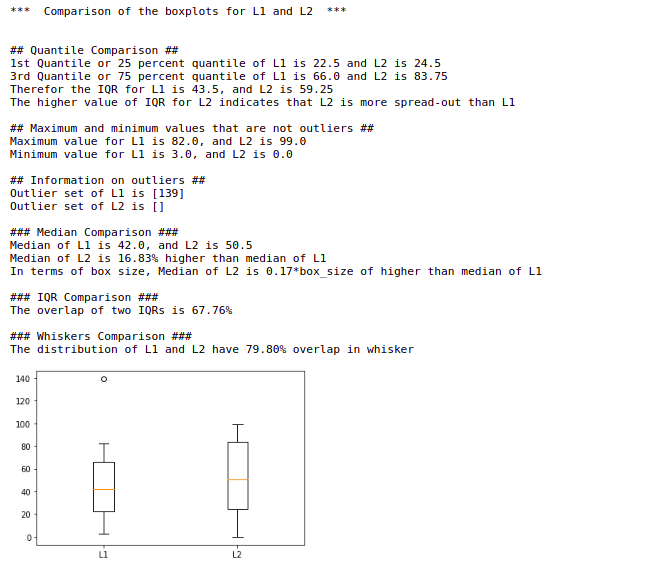 *** Comparison of the boxplots for L1 and L2 ***
## Quantile Comparison ##
1st Quantile or 25 percent quantile of L1 is 22.5 and L2 is 24.5
3rd Quantile or 75 percent quantile of L1 is 66.0 and L2 is 83.75
Therefor the IQR for L1 is 43.5, and L2 is 59.25
The higher value of IQR for L2 indicates that L2 is more spread-out than L1
## Maximum and minimum values that are not outliers ##
Maximum value for L1 is 82.0, and L2 is 99.0
Minimum value for L1 is 3.0, and L2 is 0.0
## Information on outliers ##
Outlier set of L1 is [139]
Outlier set of L2 is []
### Median Comparison ###
Median of L1 is 42.0, and L2 is 50.5
Median of L2 is 16.83% higher than median of L1
In terms of box size, Median of L2 is 0.17*box_size of higher than median of L1
### IQR Comparison ###
The overlap of two IQRs is 67.76%
### Whiskers Comparison ###
The distribution of L1 and L2 have 79.80% overlap in whisker
140
120
100
80
60
40
20
0
L1 L2